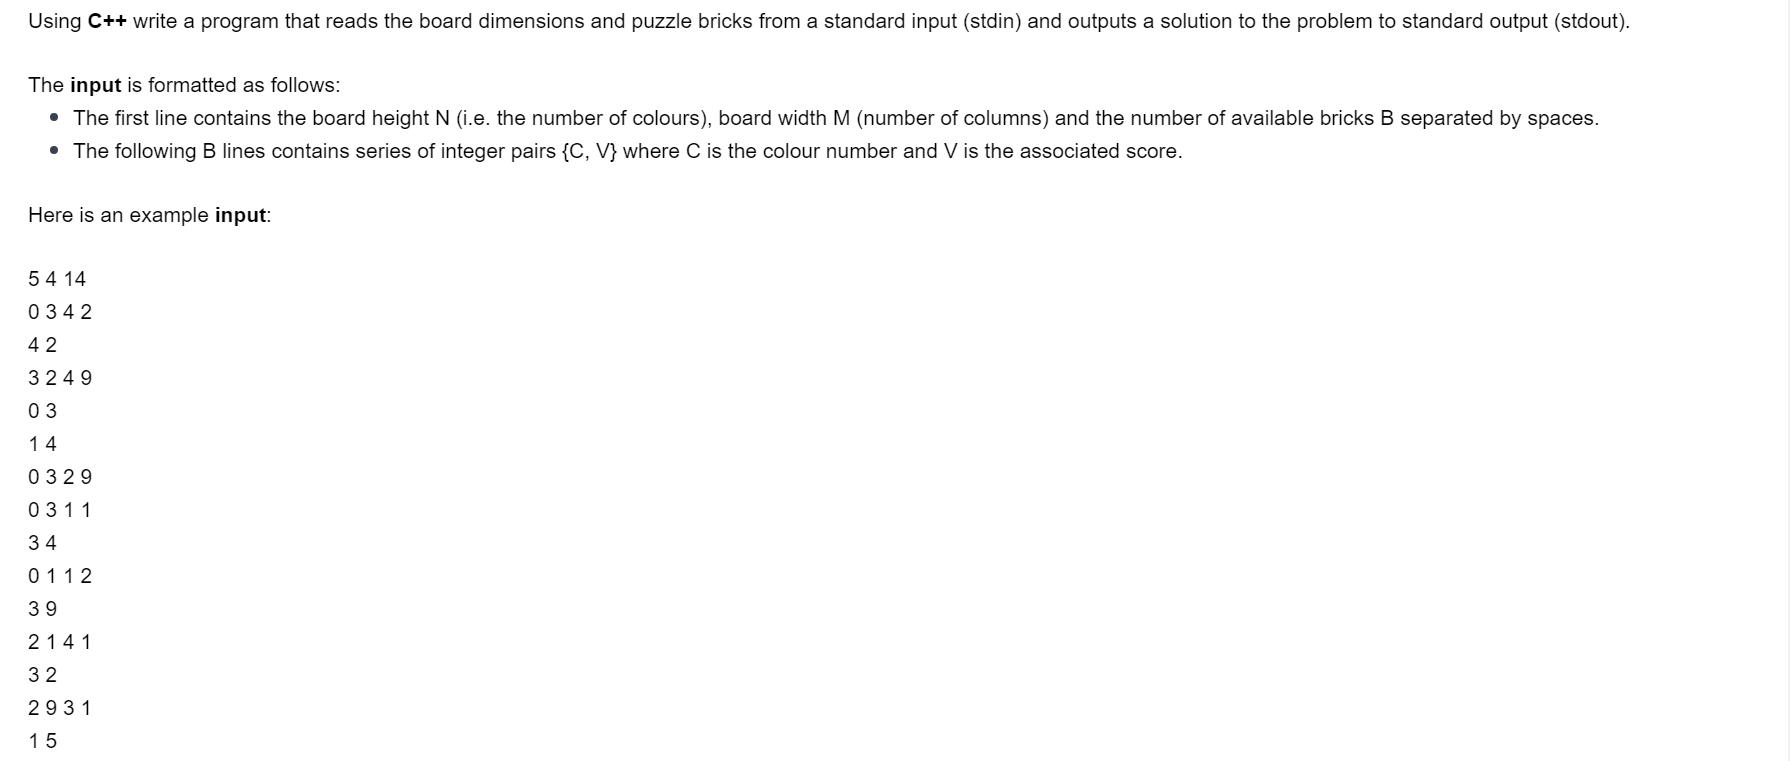 Using C++ write a program that reads the board dimensions and puzzle bricks from a standard input (stdin) and outputs a solution to the problem to standard output (stdout).
The input is formatted as follows:
• The first line contains the board height N (i.e. the number of colours), board width M (number of columns) and the number of available bricks B separated by spaces.
• The following B lines contains series of integer pairs {C, V} where C is the colour number and V is the associated score.
Here is an example input:
5 4 14
0 3 4 2
4 2
3 2 4 9
0 3
1 4
0 3 2 9
0 3 1 1
3 4
0 1 1 2
3 9
2 1 4 1
3 2
2 9 3 1
1 5